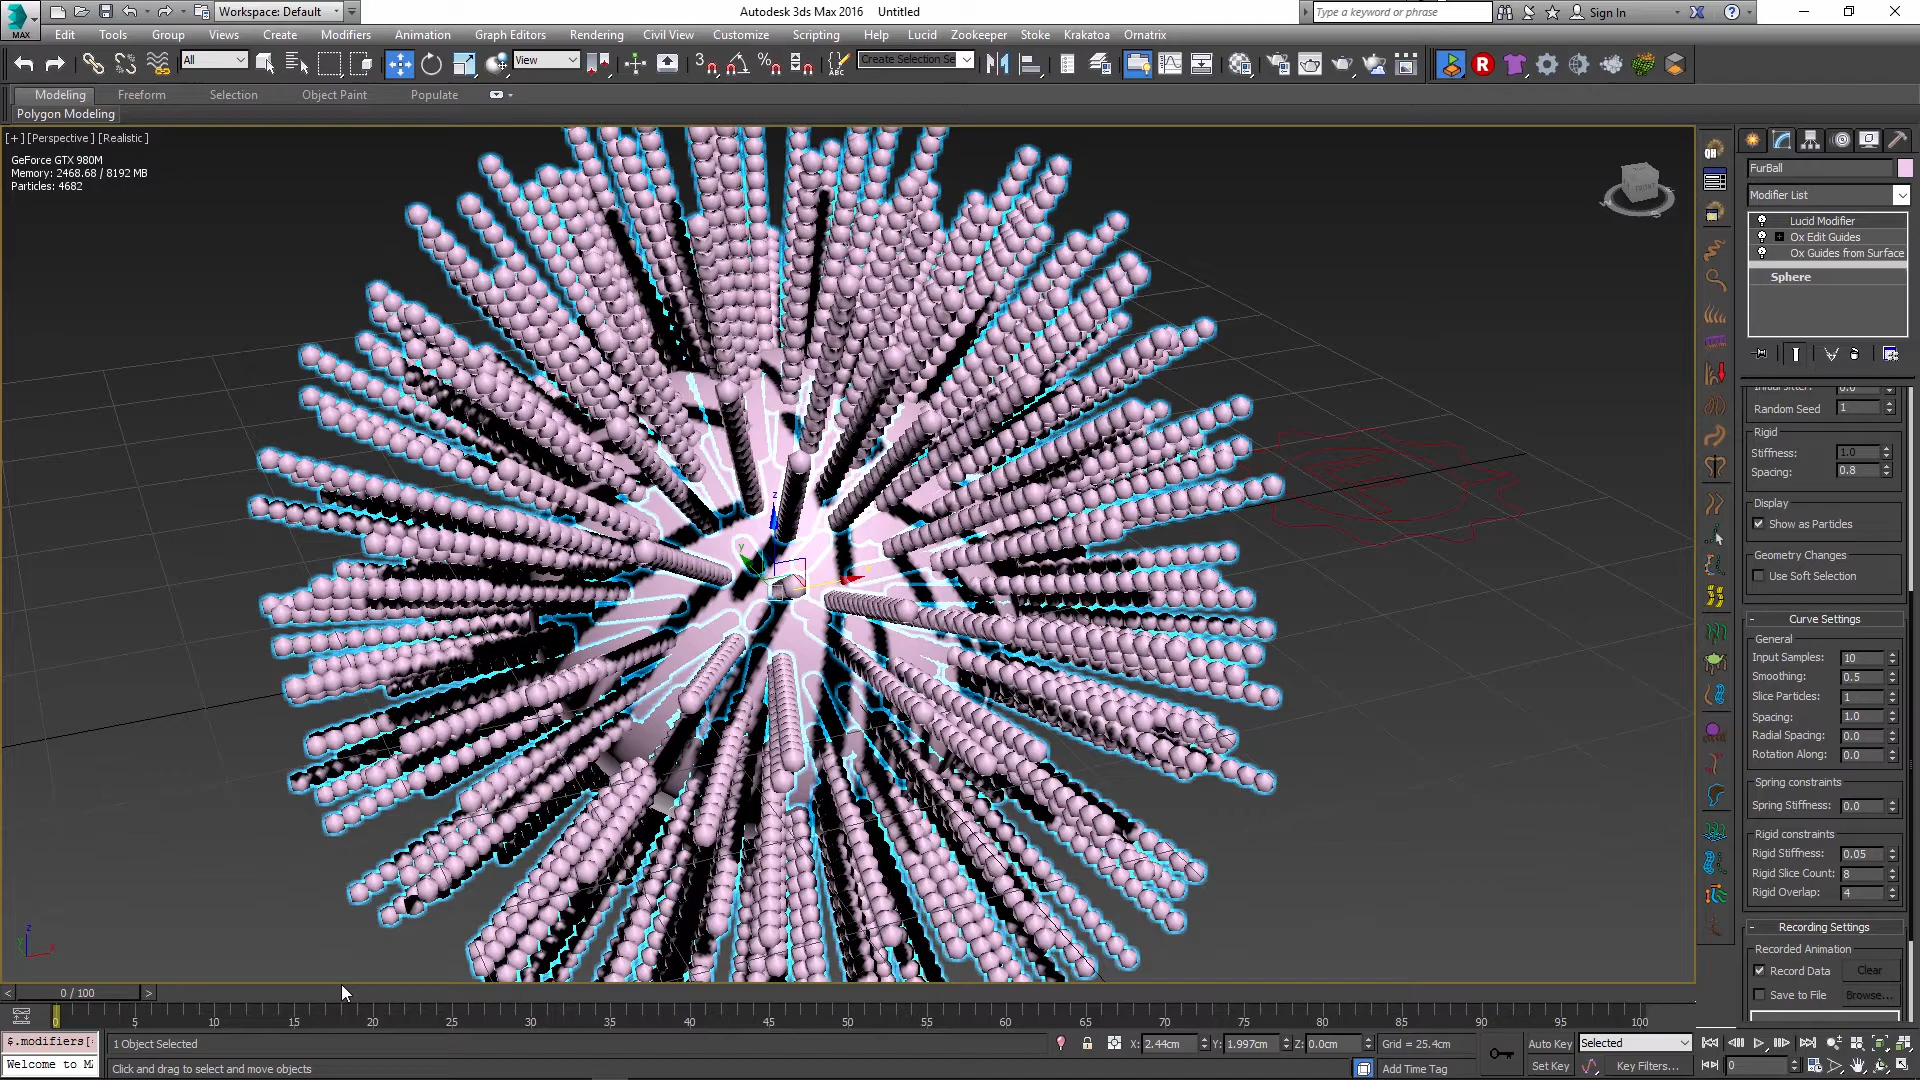 Workspace: Default
Autodesk 3ds Max 2016 Untitled
Type a keyword or phrase
Sign In
MAX
Edit Tools Group Views Create Modifiers Animation Graph Editors Rendering Civil View Customize Scripting Help Lucid Zookeeper Stoke Krakatoa Ornatrix
All
View
3
ABC
Create Selection Se
R
Modeling Freeform Selection Object Paint Populate
Polygon Modeling
[+] [Perspective] [Realistic]
GeForce GTX 980M
Memory: 2468.68 / 8192 MB
Particles: 4682
FRONT
QH
FurBall
Modifier List
Lucid Modifier
Ox Edit Guides
Ox Guides from Surface
Sphere
Random Seed 1
Rigid
Stiffness: 1.0
Spacing: 0.8
Display
Show as Particles
Geometry Changes
Use Soft Selection
- Curve Settings
General
Input Samples: 10
Smoothing: 0.5
Slice Particles: 1
Spacing: 1.0
Radial Spacing: 0.0
Rotation Along: 0.0
Spring constraints
Spring Stiffness: 0.0
Rigid constraints
Rigid Stiffness: 0.05
Rigid Slice Count: 8
Rigid Overlap: 4
- Recording Settings
Recorded Animation
Record Data Clear
Save to File Browse...
z
y
z
x
< 0 / 100 >
5 10 15 20 25 30 35 40 45 50 55 60 65 70 75 80 85 90 95 100
$.modifiers[
1 Object Selected
X: 2.44cm Y: 1.997cm Z: 0.0cm Grid = 25.4cm
Auto Key Selected
Welcome to M
Click and drag to select and move objects
Add Time Tag
Set Key Key Filters...
0